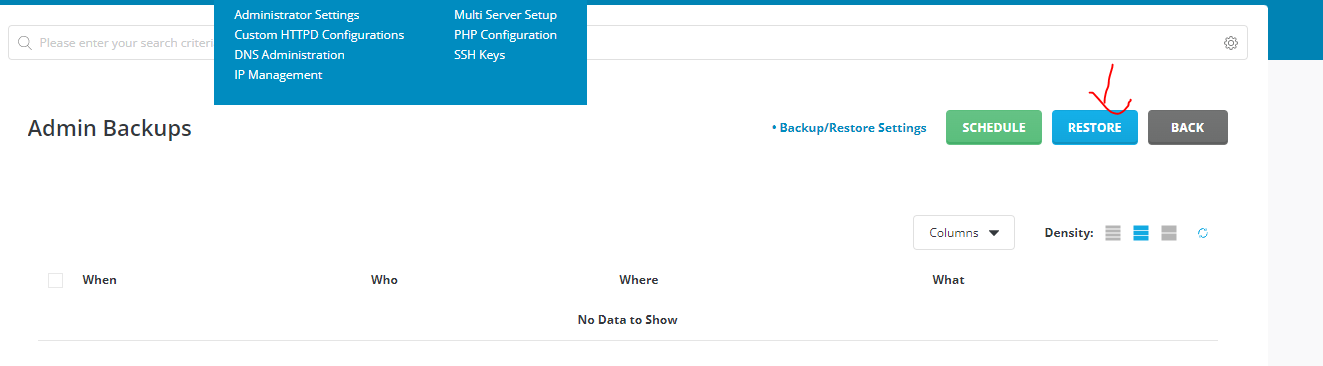 Administrator Settings
Multi Server Setup
Custom HTTPD Configurations
PHP Configuration
DNS Administration
SSH Keys
IP Management
Please enter your search criteri
Admin Backups
• Backup/Restore Settings
SCHEDULE
RESTORE
BACK
Columns
Density:
When
Who
Where
What
No Data to Show